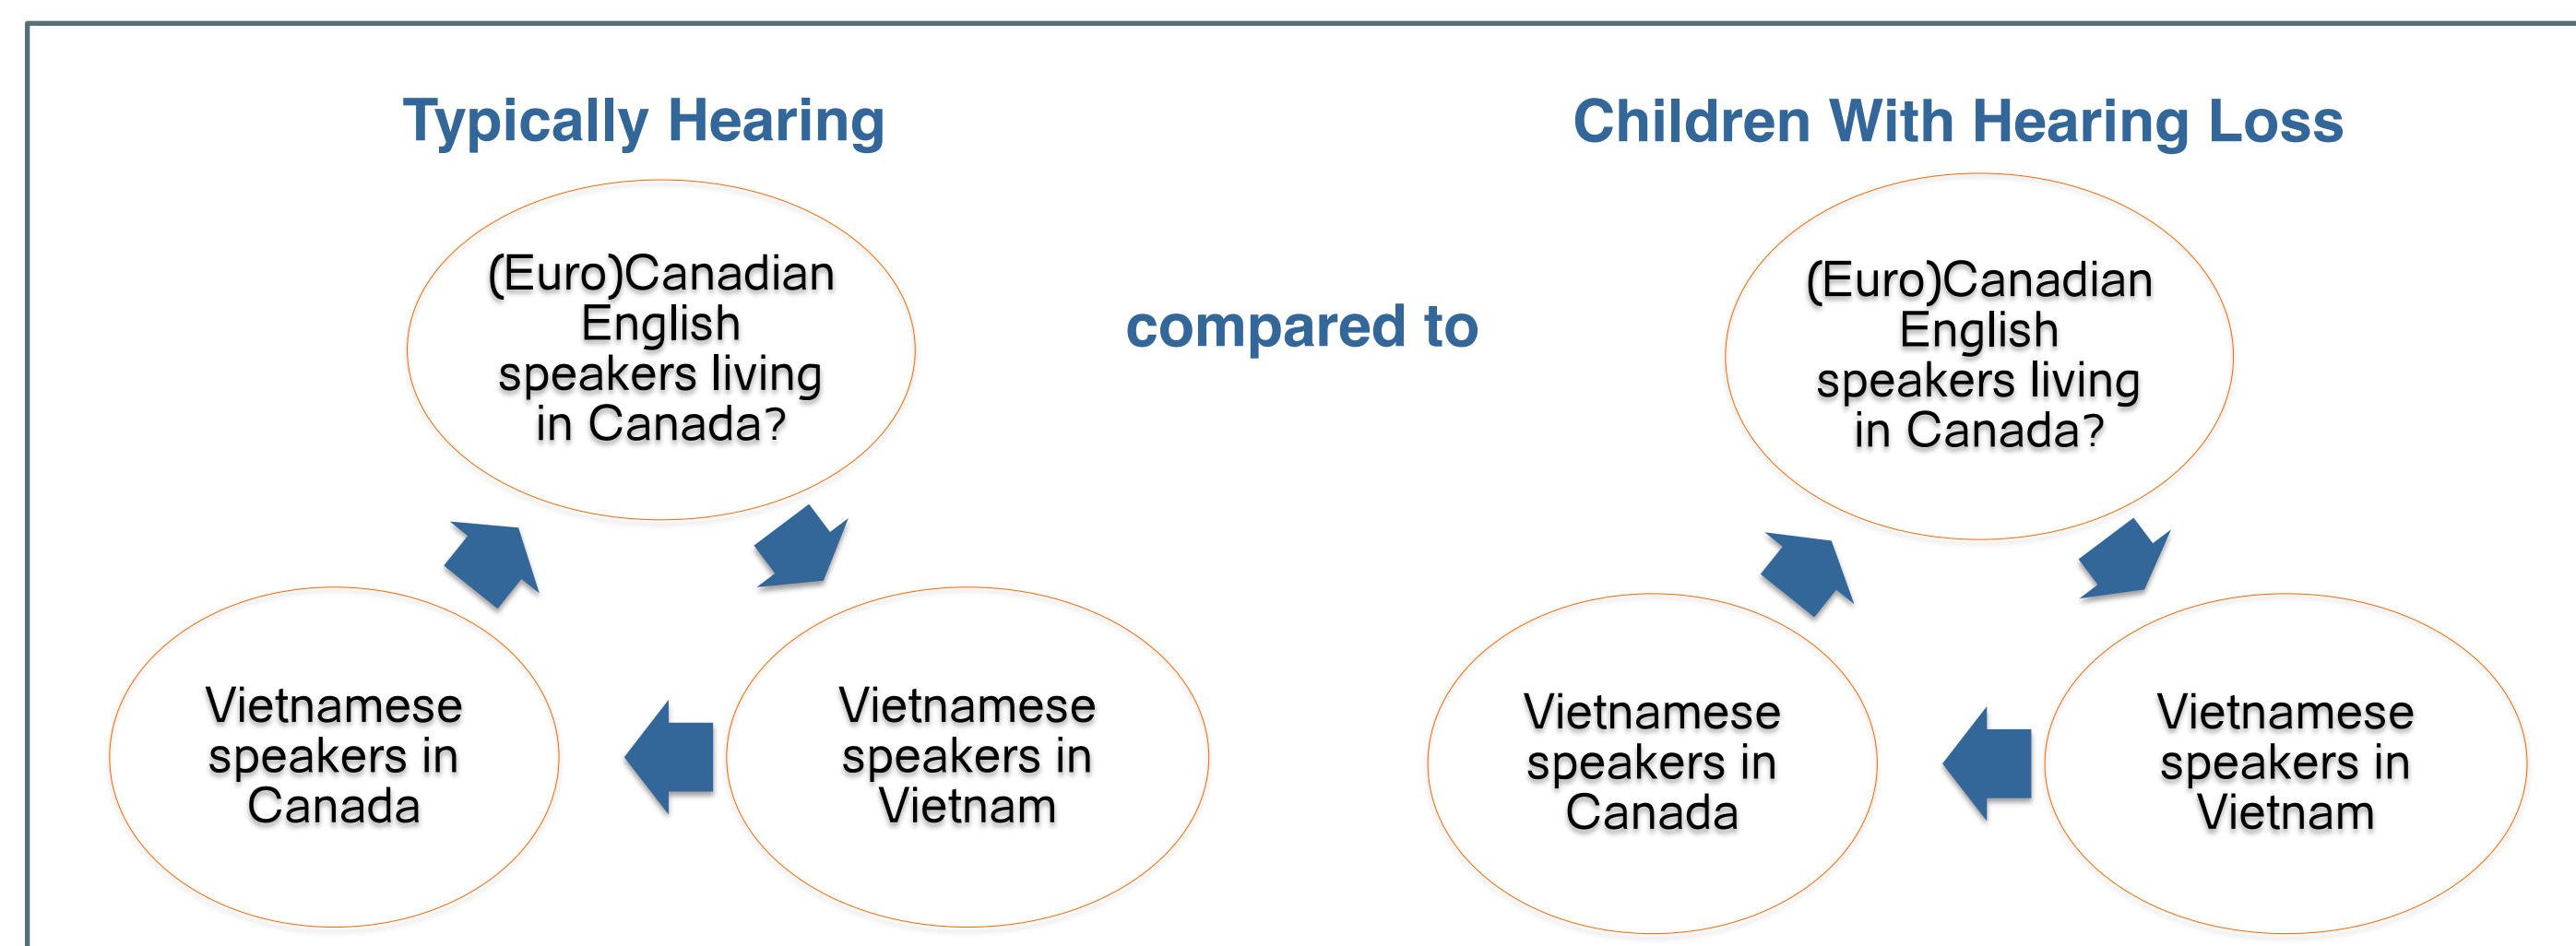 Typically Hearing
(Euro)Canadian
English
speakers living
in Canada?
Vietnamese
speakers in
Canada
Vietnamese
speakers in
Vietnam
compared to
Children With Hearing Loss
(Euro)Canadian
English
speakers living
in Canada?
Vietnamese
speakers in
Canada
Vietnamese
speakers in
Vietnam